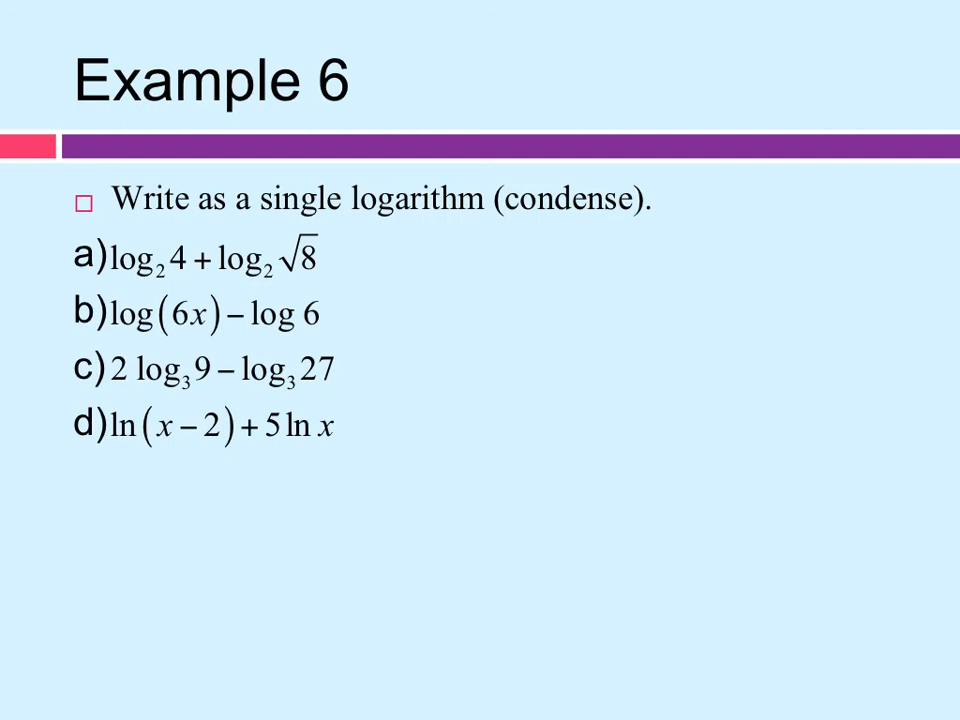 Example 6
Write as a single logarithm (condense).
a) log₂ 4 + log₂ √8
b) log(6x) − log 6
c) 2 log₃ 9 − log₃ 27
d) ln(x − 2) + 5 ln x